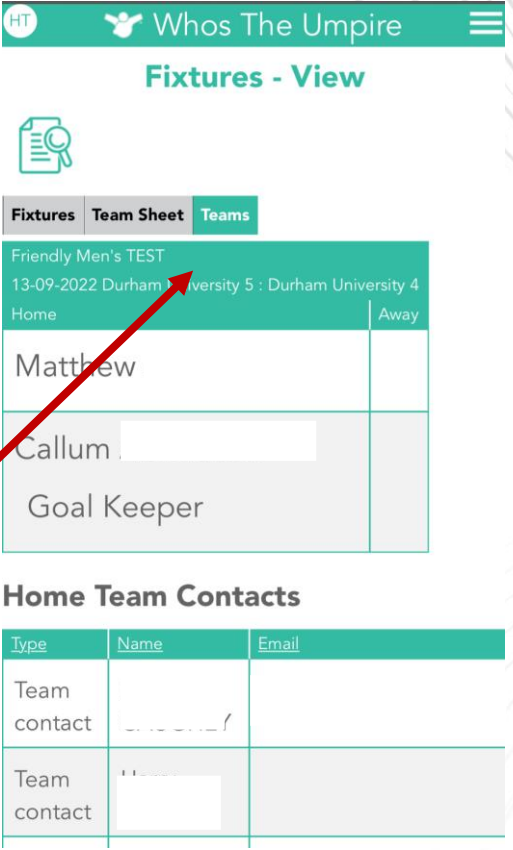 HT
Whos The Umpire
Fixtures - View
Fixtures Team Sheet Teams
Friendly Men's TEST
13-09-2022 Durham University 5 : Durham University 4
Home Away
Matthew
Callum
Goal Keeper
Home Team Contacts
Type Name Email
Team
contact
Team
contact